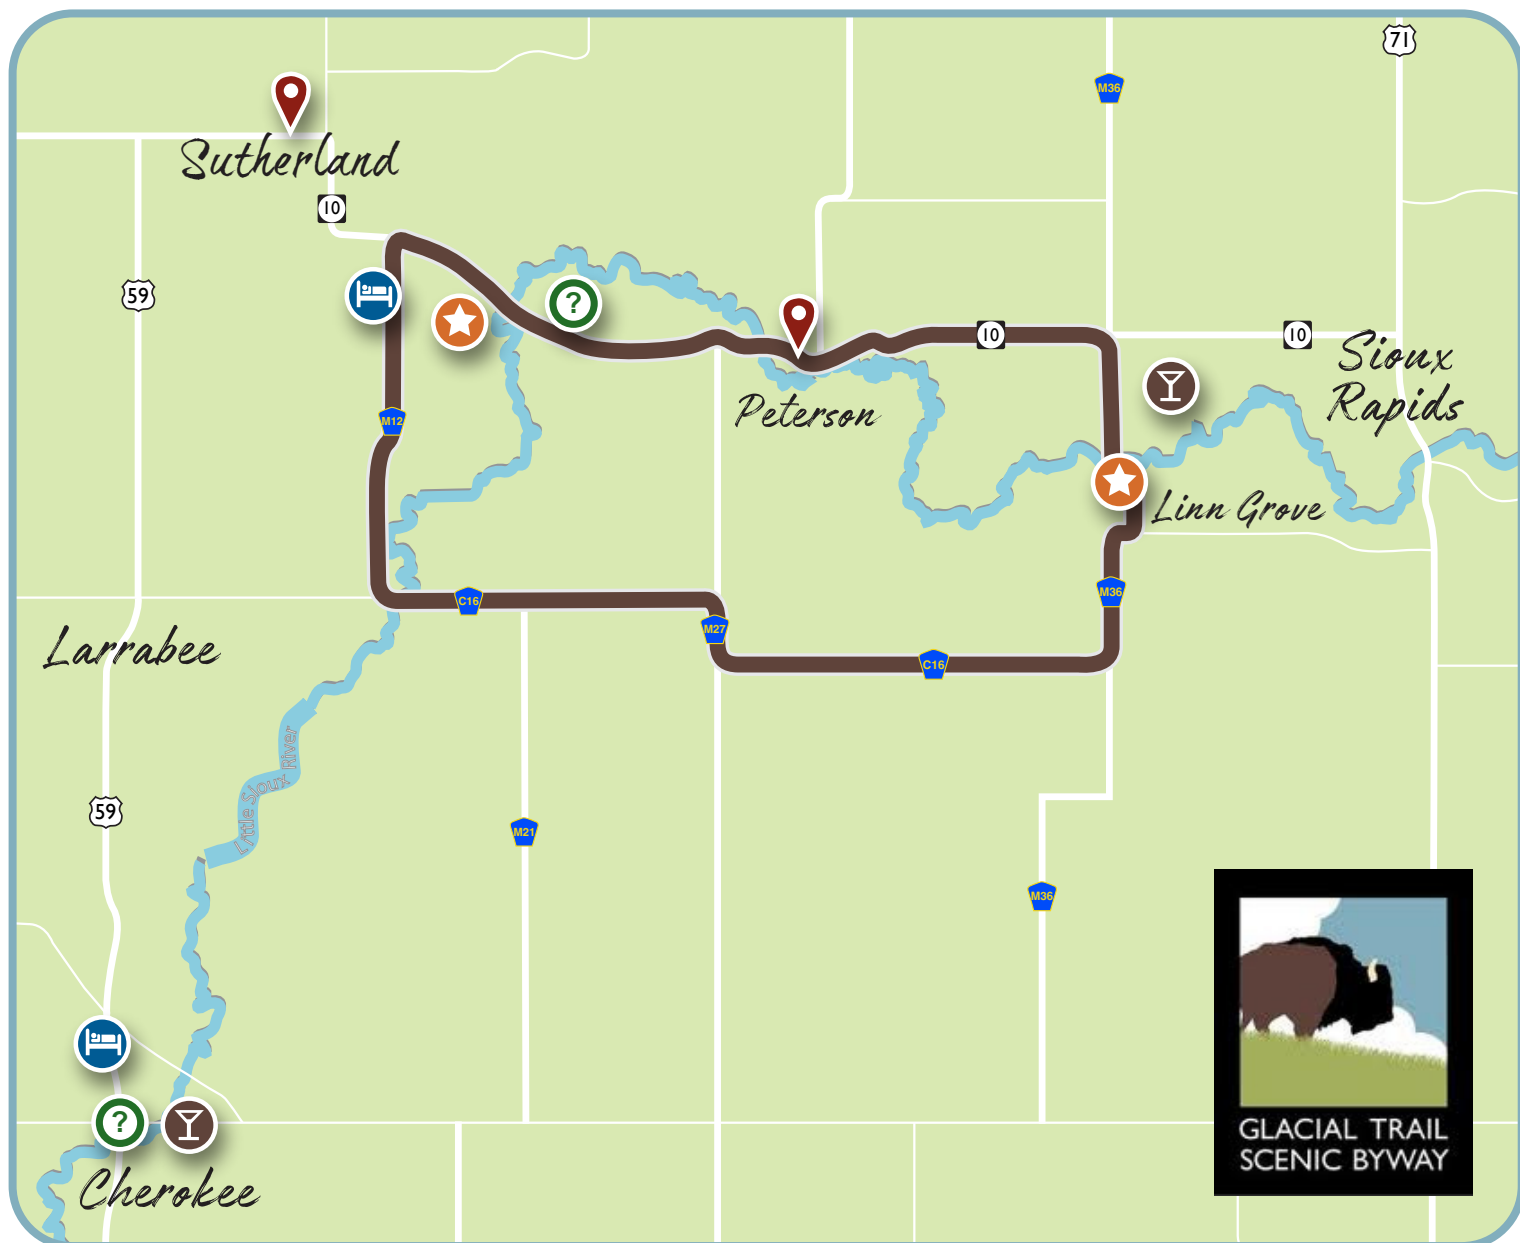 71
M36
Sutherland
10
59
10
10
Sioux
Rapids
?
Peterson
M12
Linn Grove
C16
M36
M27
Larrabee
C16
Little Sioux River
59
M21
M36
?
Cherokee
GLACIAL TRAIL
SCENIC BYWAY